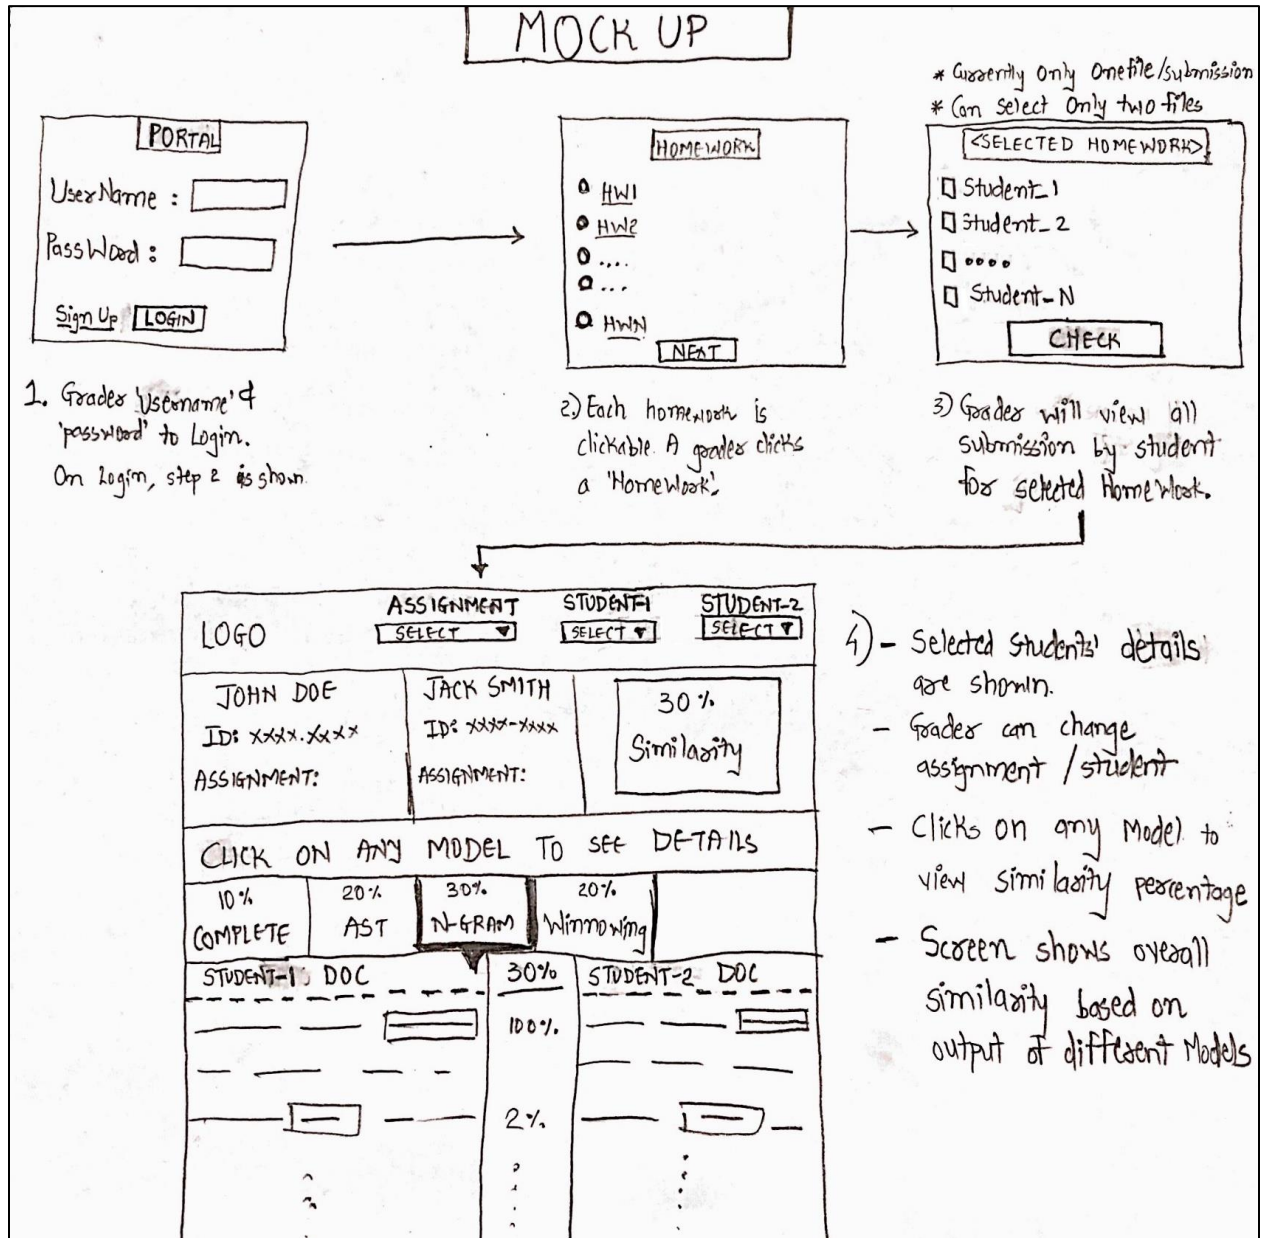 MOCK UP
* Currently Only One file/submission
* Can Select Only two files
PORTAL
UserName :
PassWord :
Sign Up LOGIN
1. Grader 'Username' &
'password' to Login.
On Login, step 2 is shown.
HOMEWORK
HW1
HW2
....
...
HWN
NEXT
2.) Each homework is
clickable. A grader clicks
a 'HomeWork'.
<SELECTED HOMEWORK>
Student_1
Student_2
....
Student_N
CHECK
3) Grader will view all
submission by student
for selected HomeWork.
LOGO
ASSIGNMENT STUDENT-1 STUDENT-2
SELECT ▼ SELECT ▼ SELECT ▼
JOHN DOE
ID: xxxx-xxxx
ASSIGNMENT:
JACK SMITH
ID: xxxx-xxxx
ASSIGNMENT:
30%
Similarity
CLICK ON ANY MODEL TO SEE DETAILS
10%
COMPLETE
20%
AST
30%
N-GRAM
20%
Winnowing
STUDENT-1 DOC 30% STUDENT-2 DOC
100%
2%
4) - Selected Students' details
are shown.
- Grader can change
assignment / student
- Clicks on any Model to
view similarity percentage
- Screen shows overall
similarity based on
output of different Models